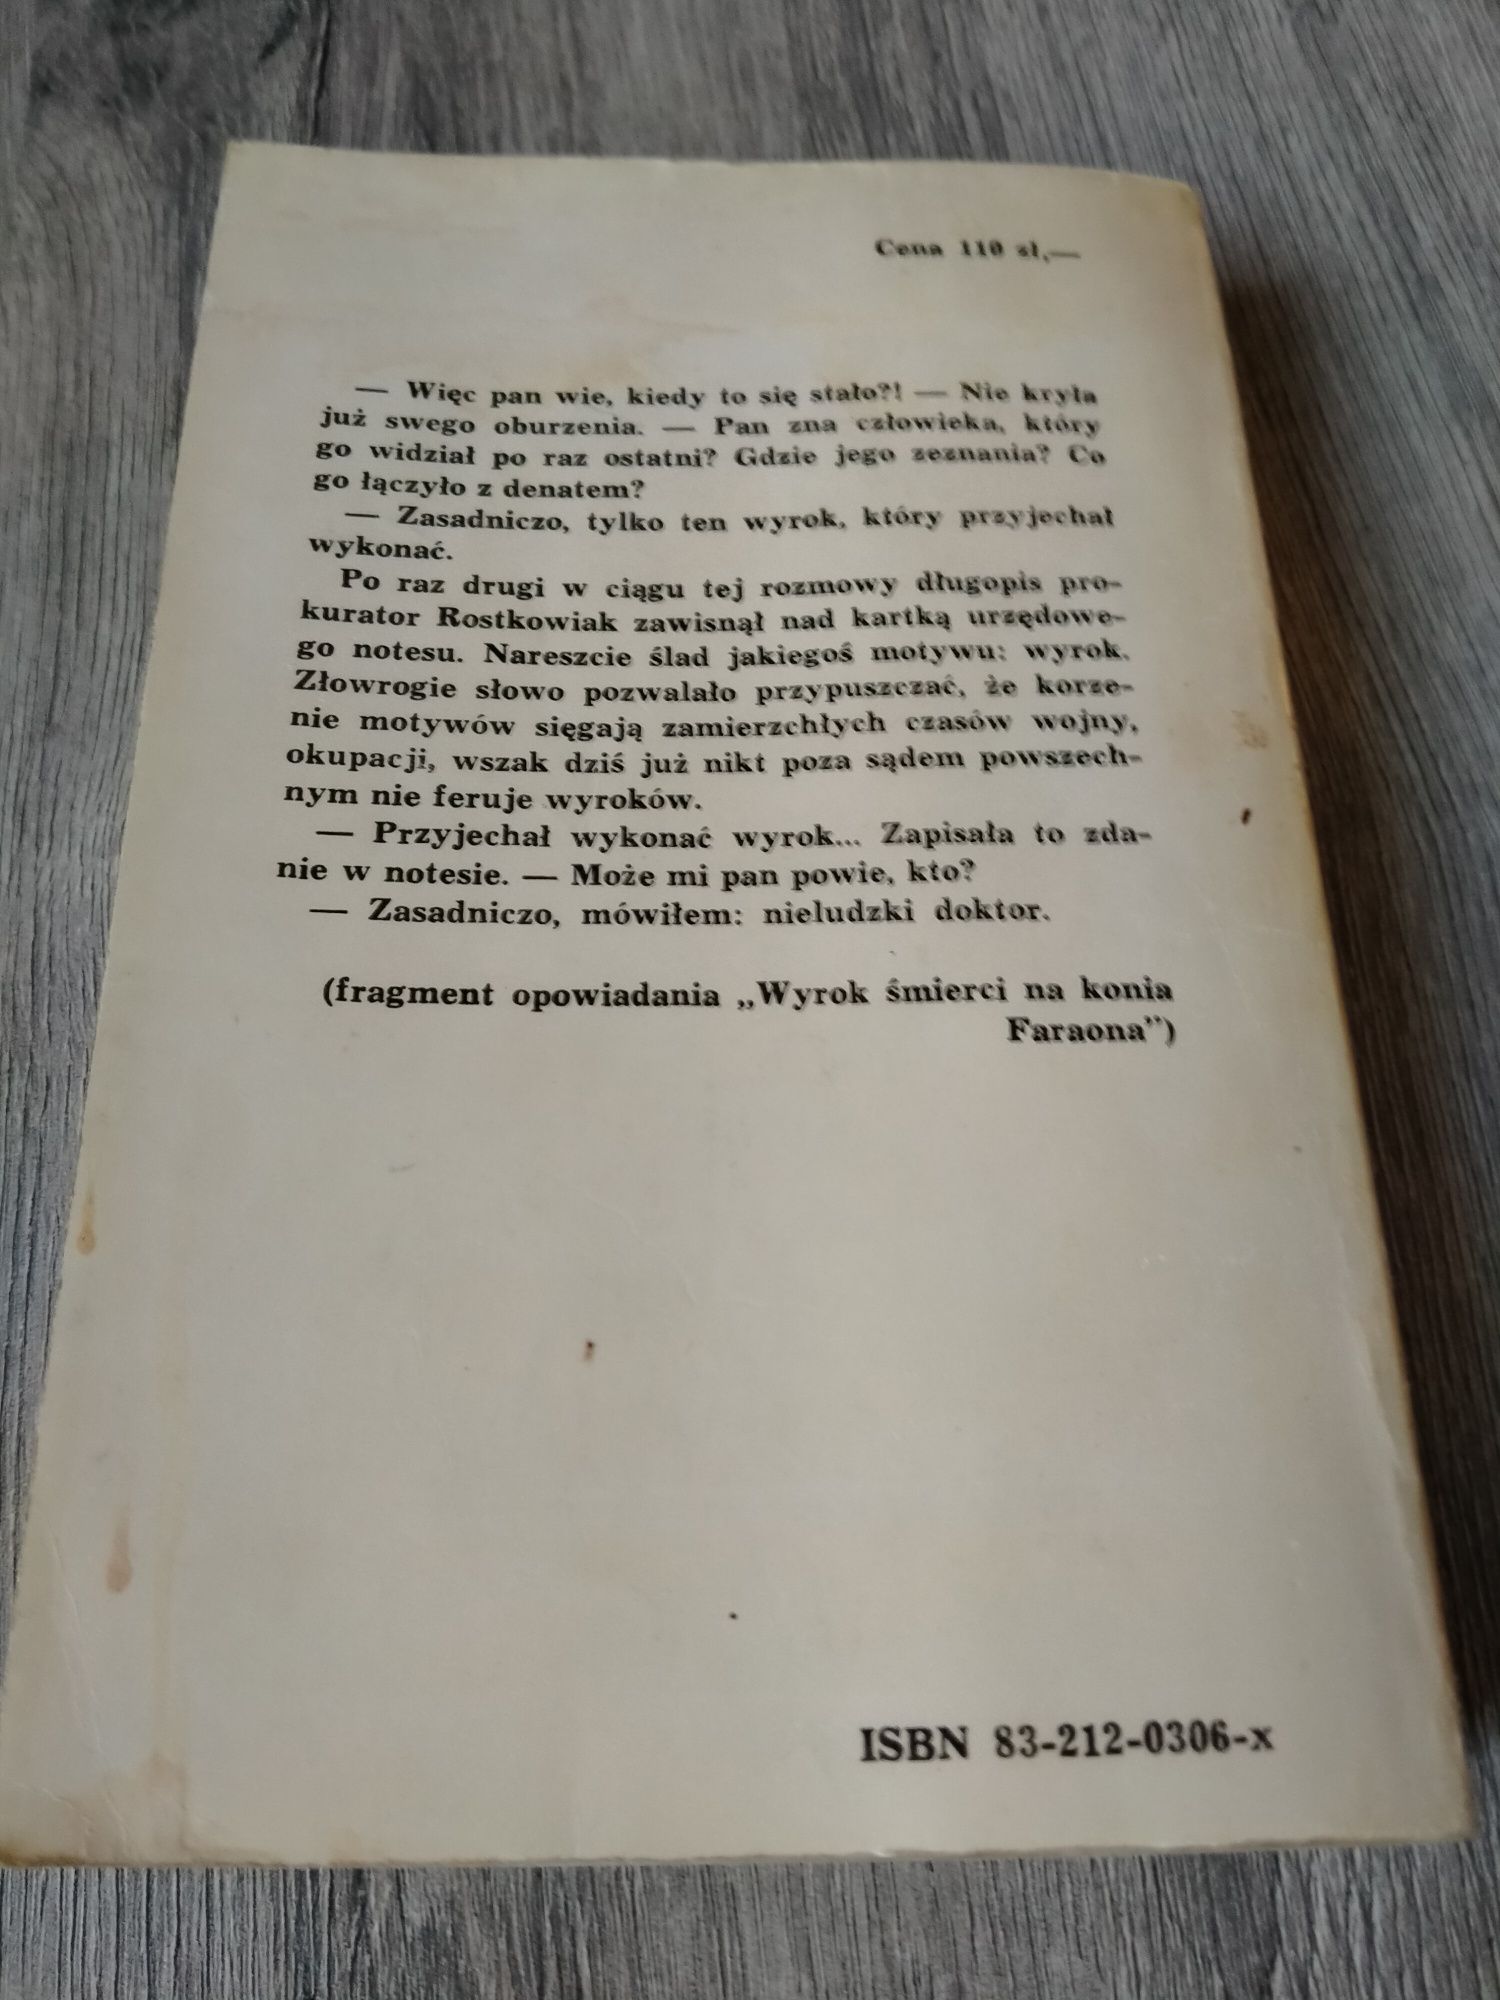 Cena 110 zł,—
— Więc pan wie, kiedy to się stało?! — Nie kryła
już swego oburzenia. — Pan zna człowieka, który
go widział po raz ostatni? Gdzie jego zeznania? Co
go łączyło z denatem?
— Zasadniczo, tylko ten wyrok, który przyjechał
wykonać.
Po raz drugi w ciągu tej rozmowy długopis pro-
kurator Rostkowiak zawisnął nad kartką urzędowe-
go notesu. Nareszcie ślad jakiegoś motywu: wyrok.
Złowrogie słowo pozwalało przypuszczać, że korze-
nie motywów sięgają zamierzchłych czasów wojny,
okupacji, wszak dziś już nikt poza sądem powszech-
nym nie feruje wyroków.
— Przyjechał wykonać wyrok... Zapisała to zda-
nie w notesie. — Może mi pan powie, kto?
— Zasadniczo, mówiłem: nieludzki doktor.
(fragment opowiadania „Wyrok śmierci na konia
Faraona”)
ISBN 83-212-0306-x